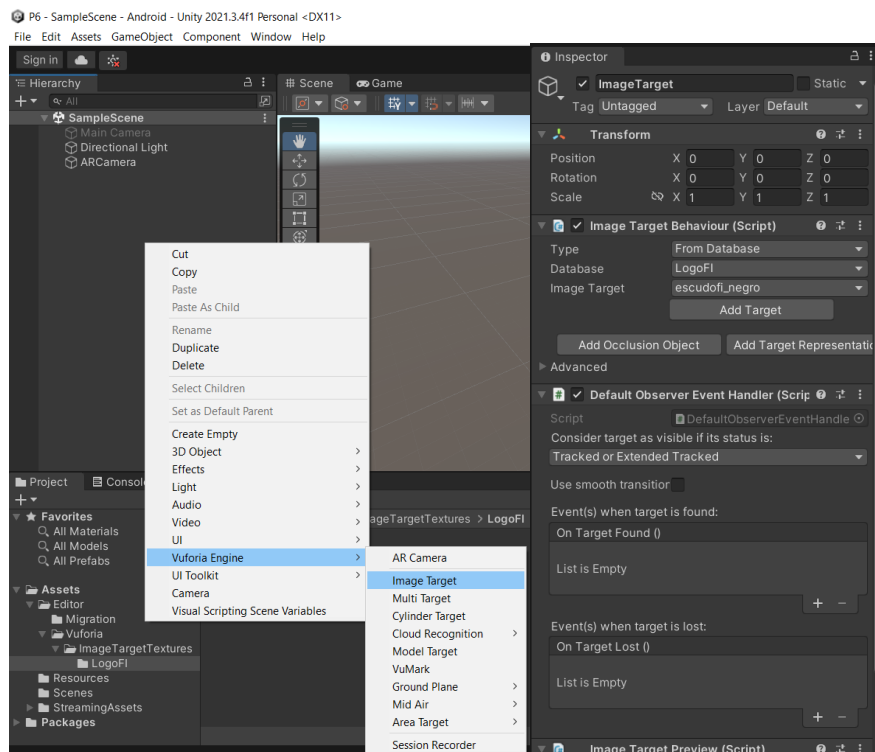 P6 - SampleScene - Android - Unity 2021.3.4f1 Personal <DX11>
File Edit Assets GameObject Component Window Help
Sign in
Hierarchy
All
SampleScene
Main Camera
Directional Light
ARCamera
Scene Game
Cut
Copy
Paste
Paste As Child
Rename
Duplicate
Delete
Select Children
Set as Default Parent
Create Empty
3D Object
Effects
Light
Audio
Video
UI
Vuforia Engine
UI Toolkit
Camera
Visual Scripting Scene Variables
AR Camera
Image Target
Multi Target
Cylinder Target
Cloud Recognition
Model Target
VuMark
Ground Plane
Mid Air
Area Target
Session Recorder
Project Consol
Favorites
All Materials
All Models
All Prefabs
Assets
Editor
Migration
Vuforia
ImageTargetTextures
LogoFI
Resources
Scenes
StreamingAssets
Packages
ageTargetTextures > LogoFI
Inspector
ImageTarget Static
Tag Untagged Layer Default
Transform
Position X 0 Y 0 Z 0
Rotation X 0 Y 0 Z 0
Scale X 1 Y 1 Z 1
Image Target Behaviour (Script)
Type From Database
Database LogoFI
Image Target escudofi_negro
Add Target
Add Occlusion Object Add Target Representatio
Advanced
Default Observer Event Handler (Scrip
Script DefaultObserverEventHandle
Consider target as visible if its status is:
Tracked or Extended Tracked
Use smooth transition
Event(s) when target is found:
On Target Found ()
List is Empty
Event(s) when target is lost:
On Target Lost ()
List is Empty
Image Target Preview (Script)